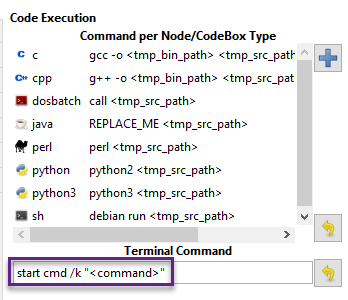 Code Execution
Command per Node/CodeBox Type
c gcc -o <tmp_bin_path> <tmp_src_path>
cpp g++ -o <tmp_bin_path> <tmp_src
dosbatch call <tmp_src_path>
java REPLACE_ME <tmp_src_path>
perl perl <tmp_src_path>
python python2 <tmp_src_path>
python3 python3 <tmp_src_path>
sh debian run <tmp_src_path>
Terminal Command
start cmd /k "<command>"